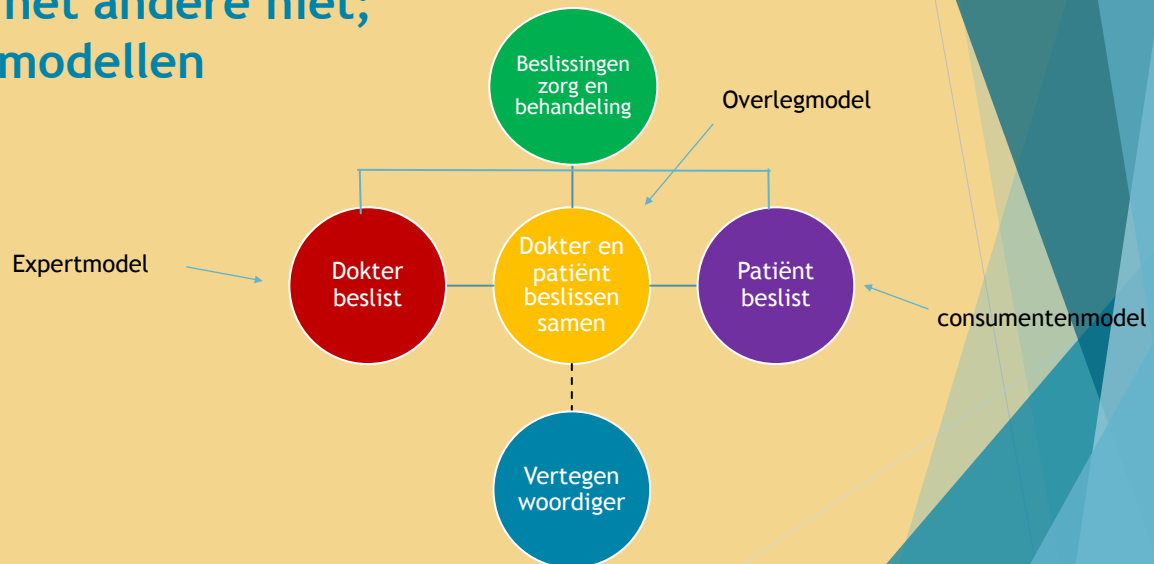 het andere niet;
modellen
Beslissingen
zorg en
behandeling
Overlegmodel
Expertmodel
Dokter
beslist
Dokter en
patiënt
beslissen
samen
Patiënt
beslist
consumentenmodel
Vertegen
woordiger